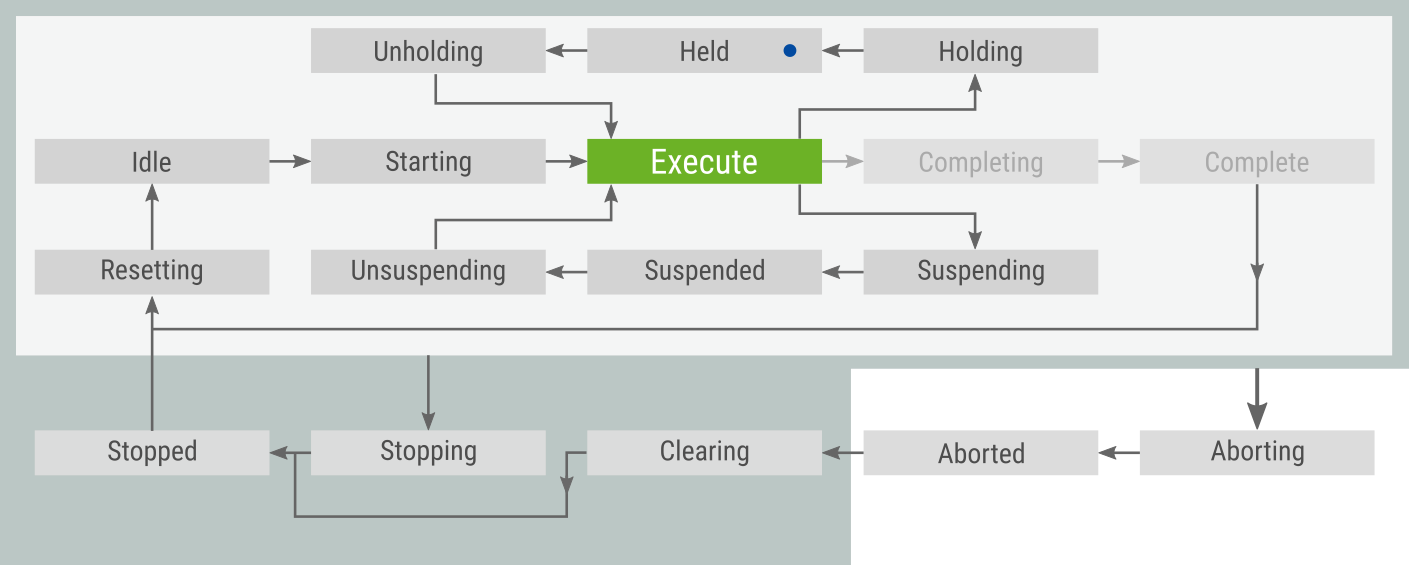 Unholding
Held
Holding
Idle
Starting
Execute
Completing
Complete
Resetting
Unsuspending
Suspended
Suspending
Stopped
Stopping
Clearing
Aborted
Aborting